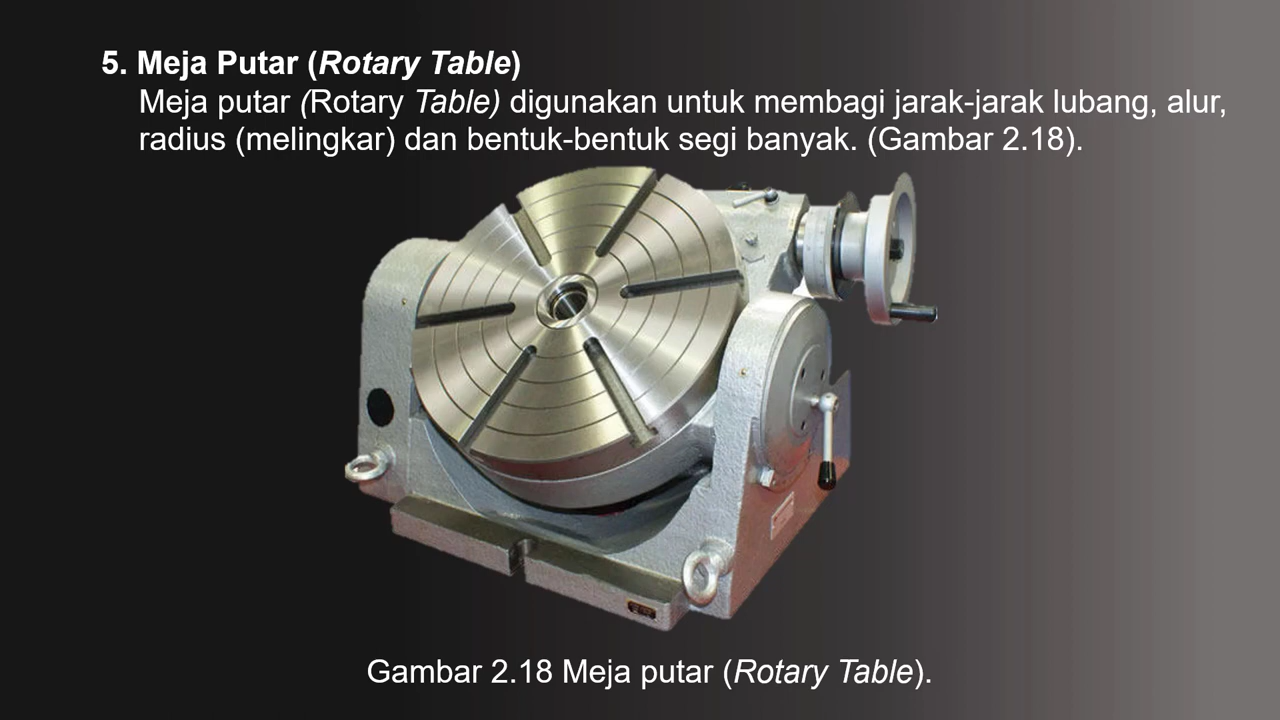 5. Meja Putar (Rotary Table)
Meja putar (Rotary Table) digunakan untuk membagi jarak-jarak lubang, alur,
radius (melingkar) dan bentuk-bentuk segi banyak. (Gambar 2.18).
Gambar 2.18 Meja putar (Rotary Table).